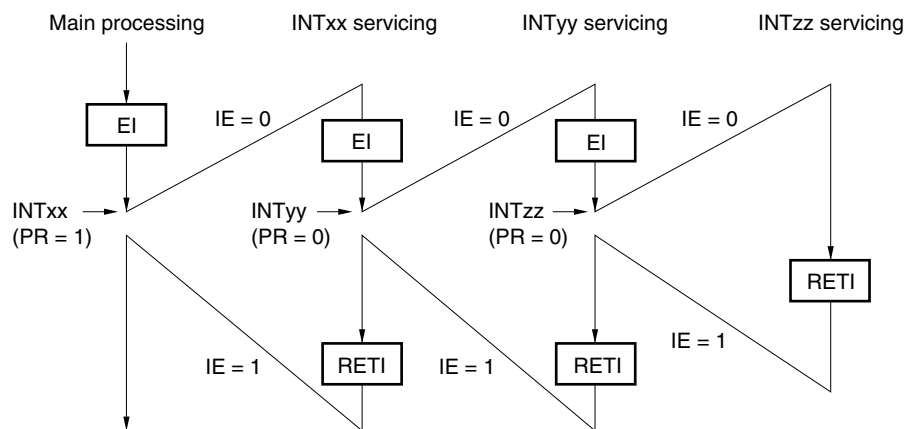 Main processing
INTxx servicing
INTyy servicing
INTzz servicing
EI
IE = 0
EI
IE = 0
EI
IE = 0
INTxx
(PR = 1)
INTyy
(PR = 0)
INTzz
(PR = 0)
RETI
IE = 1
RETI
IE = 1
RETI
IE = 1